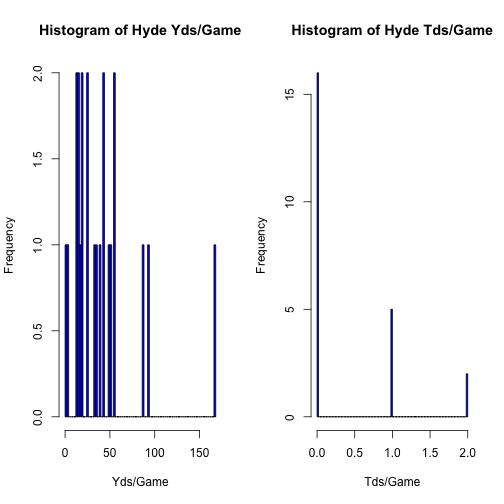 Histogram of Hyde Yds/Game
Frequency
0.0 0.5 1.0 1.5 2.0
0 50 100 150
Yds/Game
Histogram of Hyde Tds/Game
Frequency
0 5 10 15
0.0 0.5 1.0 1.5 2.0
Tds/Game